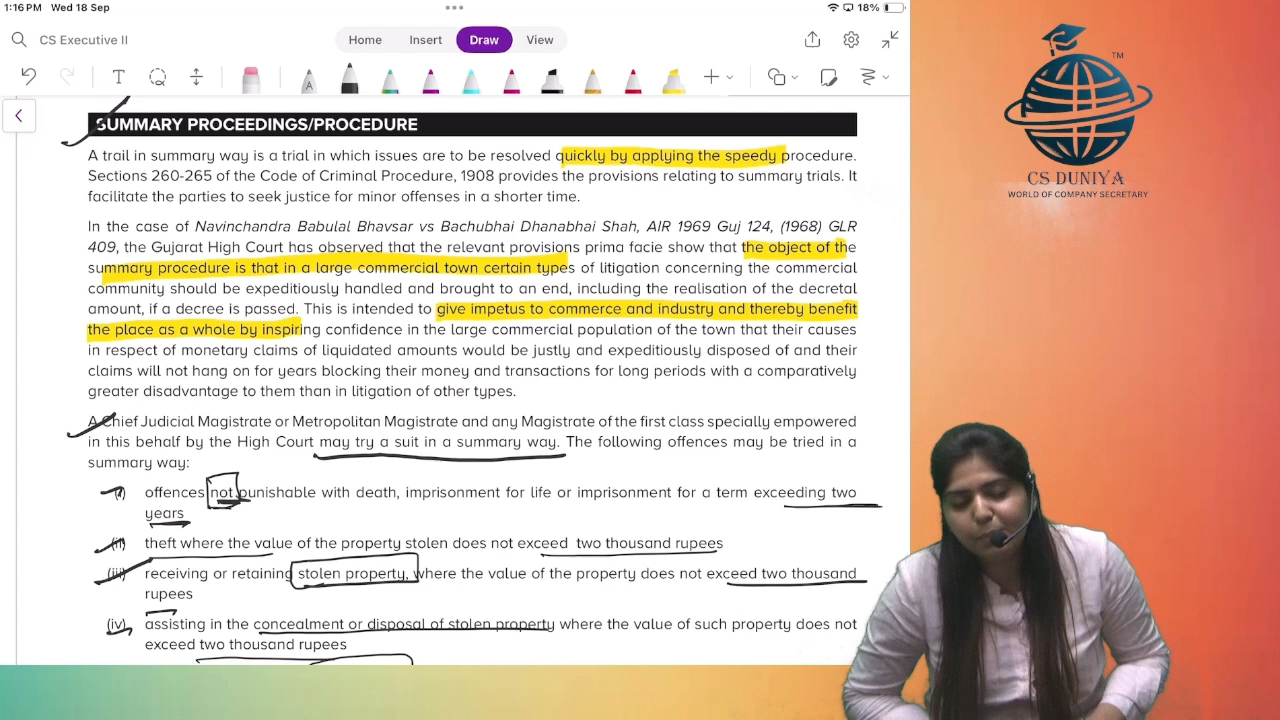 1:16 PM Wed 18 Sep
18%
CS Executive II
Home Insert Draw View
T
A
SUMMARY PROCEEDINGS/PROCEDURE
A trail in summary way is a trial in which issues are to be resolved quickly by applying the speedy procedure.
Sections 260-265 of the Code of Criminal Procedure, 1908 provides the provisions relating to summary trials. It
facilitate the parties to seek justice for minor offenses in a shorter time.
In the case of Navinchandra Babulal Bhavsar vs Bachubhai Dhanabhai Shah, AIR 1969 Guj 124, (1968) GLR
409, the Gujarat High Court has observed that the relevant provisions prima facie show that the object of the
summary procedure is that in a large commercial town certain types of litigation concerning the commercial
community should be expeditiously handled and brought to an end, including the realisation of the decretal
amount, if a decree is passed. This is intended to give impetus to commerce and industry and thereby benefit
the place as a whole by inspiring confidence in the large commercial population of the town that their causes
in respect of monetary claims of liquidated amounts would be justly and expeditiously disposed of and their
claims will not hang on for years blocking their money and transactions for long periods with a comparatively
greater disadvantage to them than in litigation of other types.
A Chief Judicial Magistrate or Metropolitan Magistrate and any Magistrate of the first class specially empowered
in this behalf by the High Court may try a suit in a summary way. The following offences may be tried in a
summary way:
(i) offences not punishable with death, imprisonment for life or imprisonment for a term exceeding two
years
(ii) theft where the value of the property stolen does not exceed two thousand rupees
(iii) receiving or retaining stolen property, where the value of the property does not exceed two thousand
rupees
(iv) assisting in the concealment or disposal of stolen property where the value of such property does not
exceed two thousand rupees
TM
CS DUNIYA
WORLD OF COMPANY SECRETARY